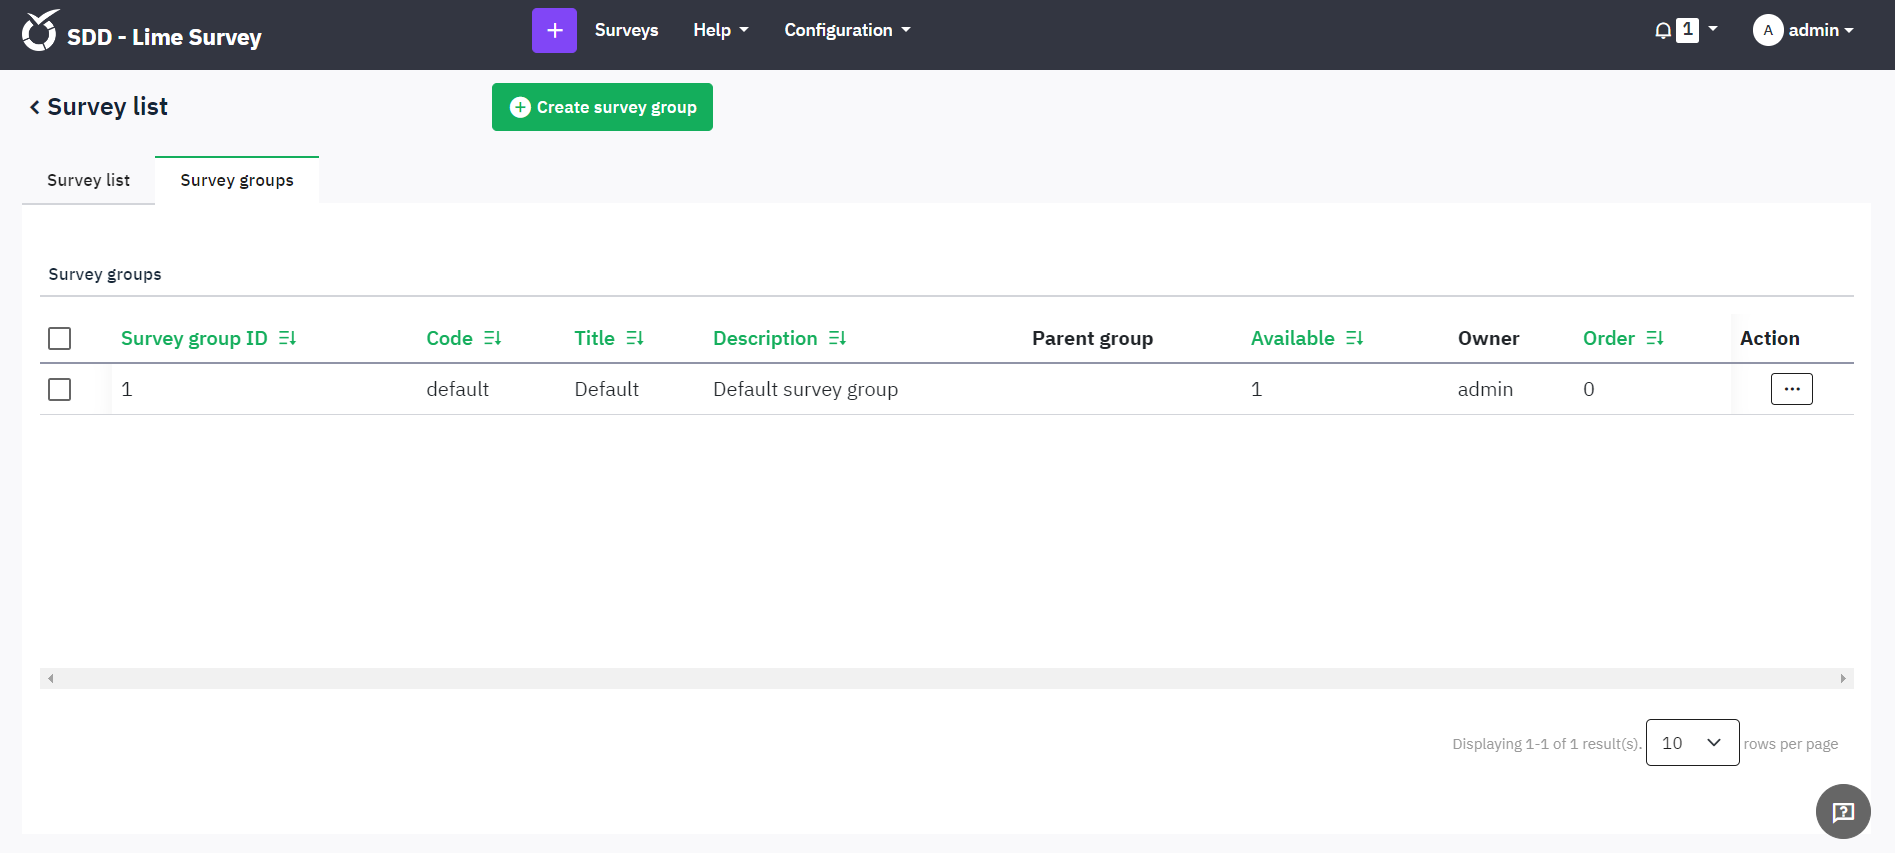 SDD - Lime Survey
+ Surveys Help Configuration 1 A admin
Survey list
Create survey group
Survey list Survey groups
Survey groups
Survey group ID Code Title Description Parent group Available Owner Order Action
1 default Default Default survey group 1 admin 0 ...
Displaying 1-1 of 1 result(s). 10 rows per page
?